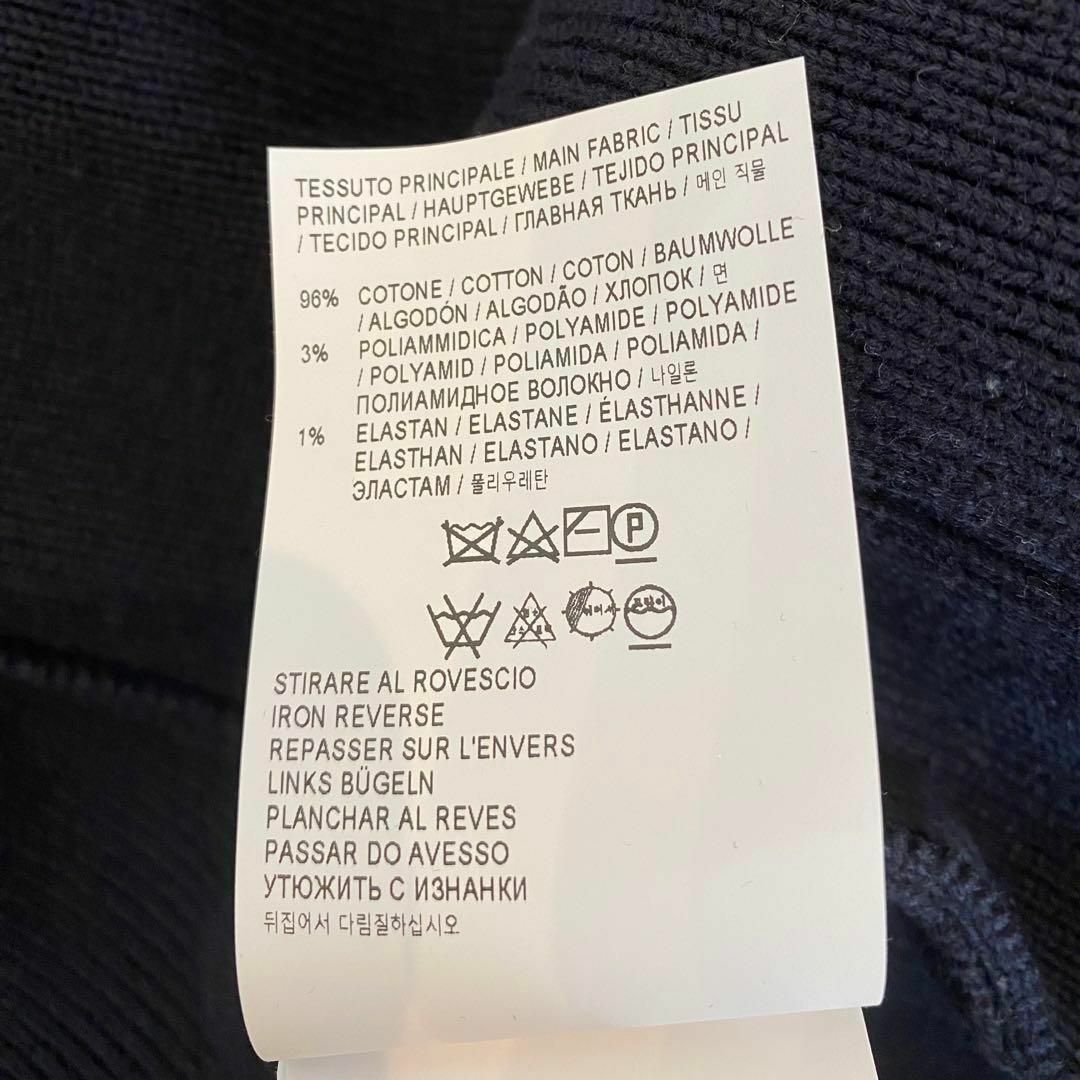 TESSUTO PRINCIPALE / MAIN FABRIC / TISSU
PRINCIPAL / HAUPTGEWEBE / TEJIDO PRINCIPAL
/ TECIDO PRINCIPAL / ГЛАВНАЯ ТКАНЬ / 메인 직물
96% COTONE / COTTON / COTON / BAUMWOLLE
/ ALGODÓN / ALGODÃO / ХЛОПОК / 면
3% POLIAMMIDICA / POLYAMIDE / POLYAMIDE
/ POLYAMID / POLIAMIDA / POLIAMIDA /
ПОЛИАМИДНОЕ ВОЛОКНО / 나일론
1% ELASTAN / ELASTANE / ÉLASTHANNE /
ELASTHAN / ELASTANO / ELASTANO /
ЭЛАСТАМ / 폴리우레탄
P
뉘어서
STIRARE AL ROVESCIO
IRON REVERSE
REPASSER SUR L'ENVERS
LINKS BÜGELN
PLANCHAR AL REVES
PASSAR DO AVESSO
УТЮЖИТЬ С ИЗНАНКИ
뒤집어서 다림질하십시오